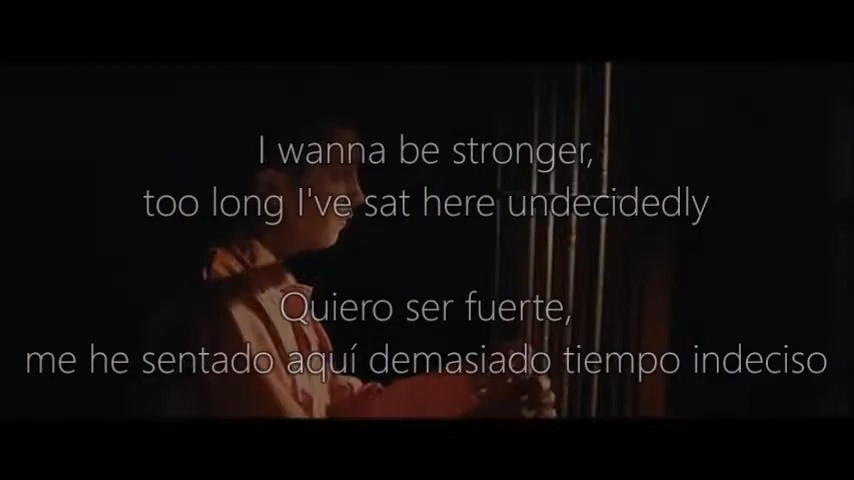 I wanna be stronger,
too long I've sat here undecidedly
Quiero ser fuerte,
me he sentado aquí demasiado tiempo indeciso